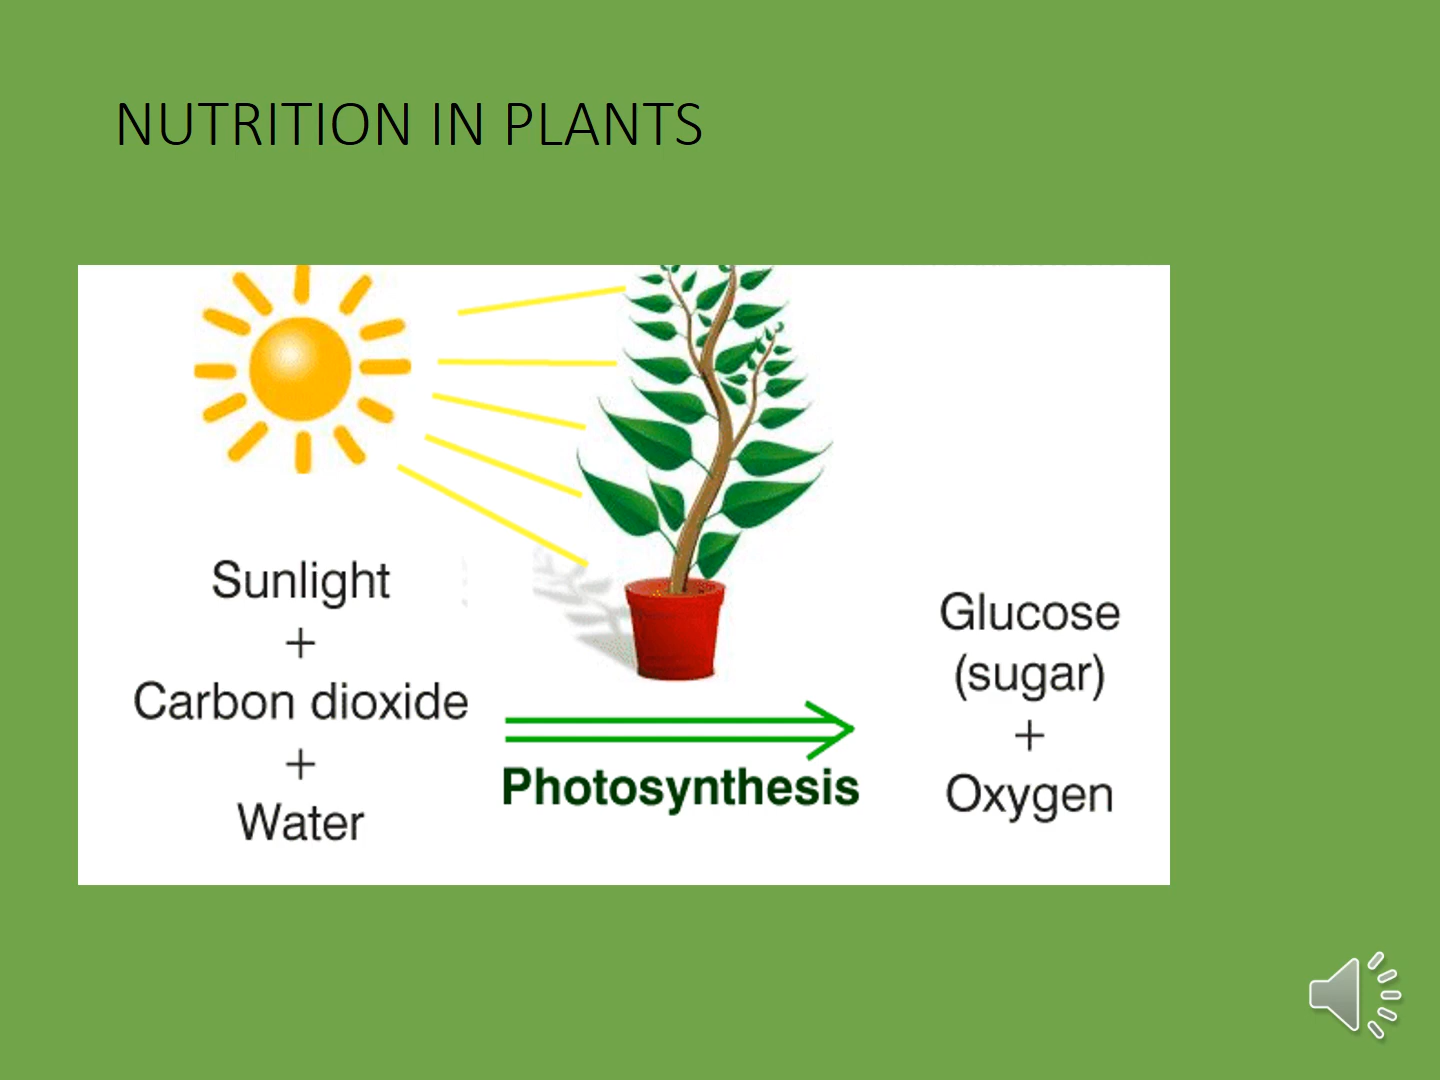 NUTRITION IN PLANTS
Sunlight
+
Carbon dioxide
+
Water
Photosynthesis
Glucose
(sugar)
+
Oxygen